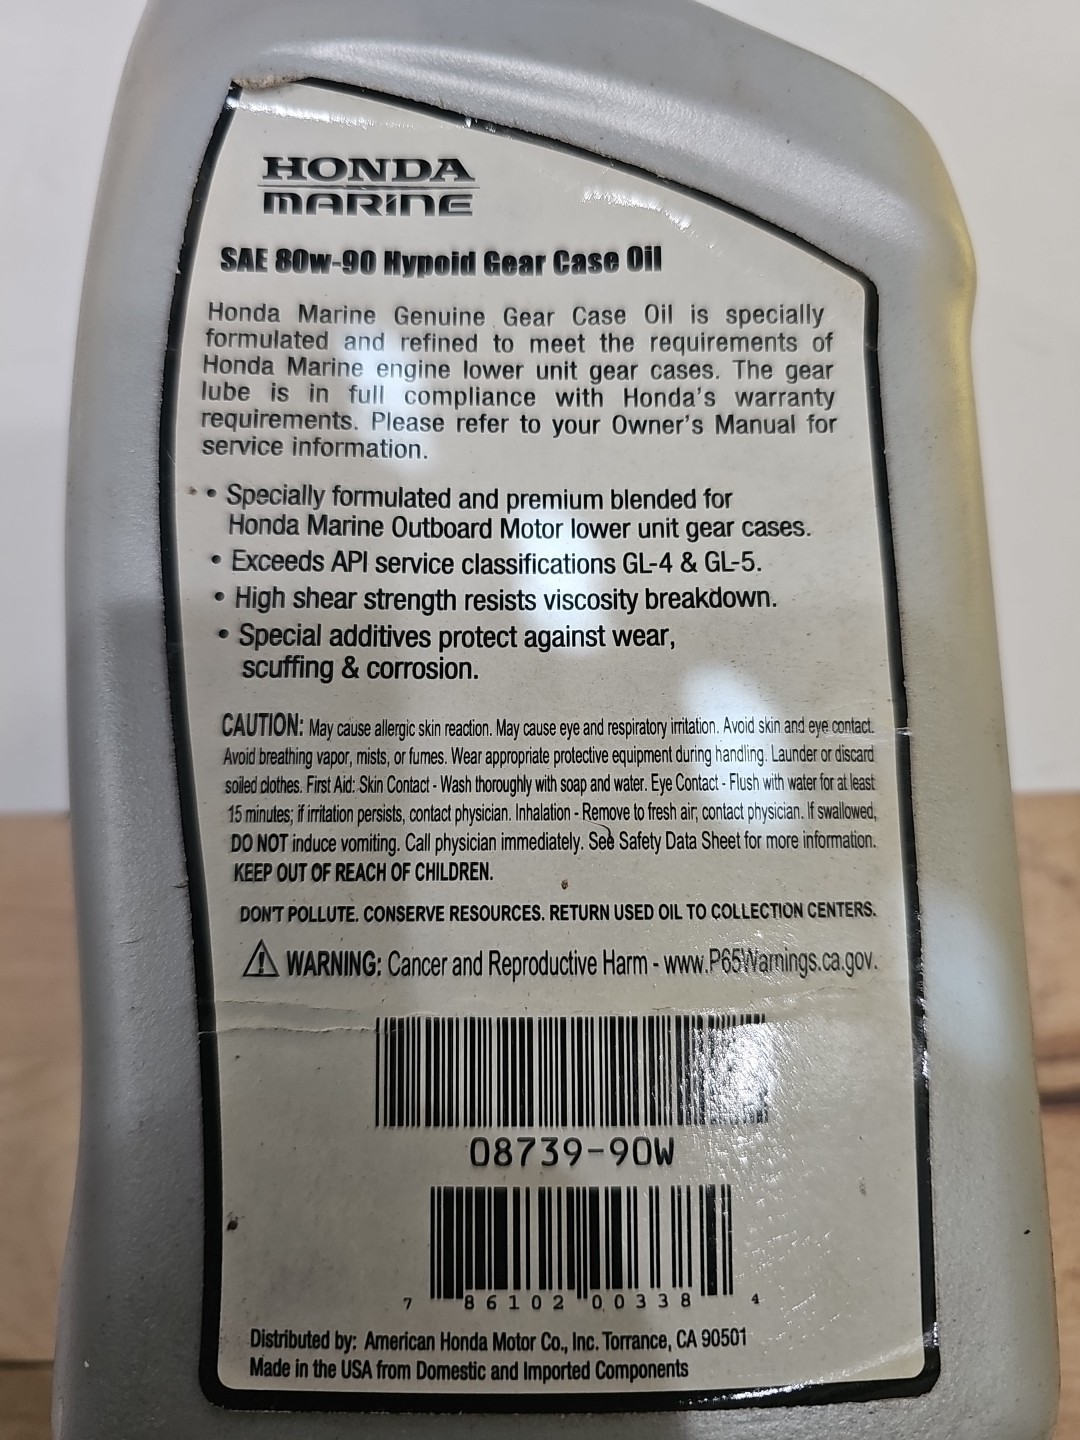 HONDA
MARINE
SAE 80w-90 Hypoid Gear Case Oil
Honda Marine Genuine Gear Case Oil is specially
formulated and refined to meet the requirements of
Honda Marine engine lower unit gear cases. The gear
lube is in full compliance with Honda's warranty
requirements. Please refer to your Owner's Manual for
service information.
• Specially formulated and premium blended for
Honda Marine Outboard Motor lower unit gear cases.
• Exceeds API service classifications GL-4 & GL-5.
• High shear strength resists viscosity breakdown.
• Special additives protect against wear,
scuffing & corrosion.
CAUTION: May cause allergic skin reaction. May cause eye and respiratory irritation. Avoid skin and eye contact.
Avoid breathing vapor, mists, or fumes. Wear appropriate protective equipment during handling. Launder or discard
soiled clothes. First Aid: Skin Contact - Wash thoroughly with soap and water. Eye Contact - Flush with water for at least
15 minutes; if irritation persists, contact physician. Inhalation - Remove to fresh air; contact physician. If swallowed,
DO NOT induce vomiting. Call physician immediately. See Safety Data Sheet for more information.
KEEP OUT OF REACH OF CHILDREN.
DON'T POLLUTE. CONSERVE RESOURCES. RETURN USED OIL TO COLLECTION CENTERS.
WARNING: Cancer and Reproductive Harm - www.P65Warnings.ca.gov.
08739-90W
7 86102 00338 4
Distributed by: American Honda Motor Co., Inc. Torrance, CA 90501
Made in the USA from Domestic and Imported Components